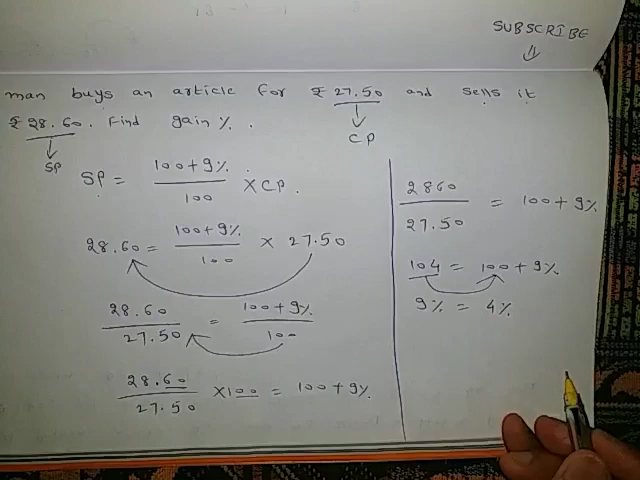 SUBSCRIBE
man buys an article for ₹ 27.50 and sells it
₹ 28.60. Find gain %.
CP
SP
SP = 100+g% / 100 × CP.
28.60 = 100+g% / 100 × 27.50
28.60 / 27.50 = 100+g% / 100
28.60 / 27.50 × 100 = 100+g%
2860 / 27.50 = 100+g%
104 = 100+g%
g% = 4%